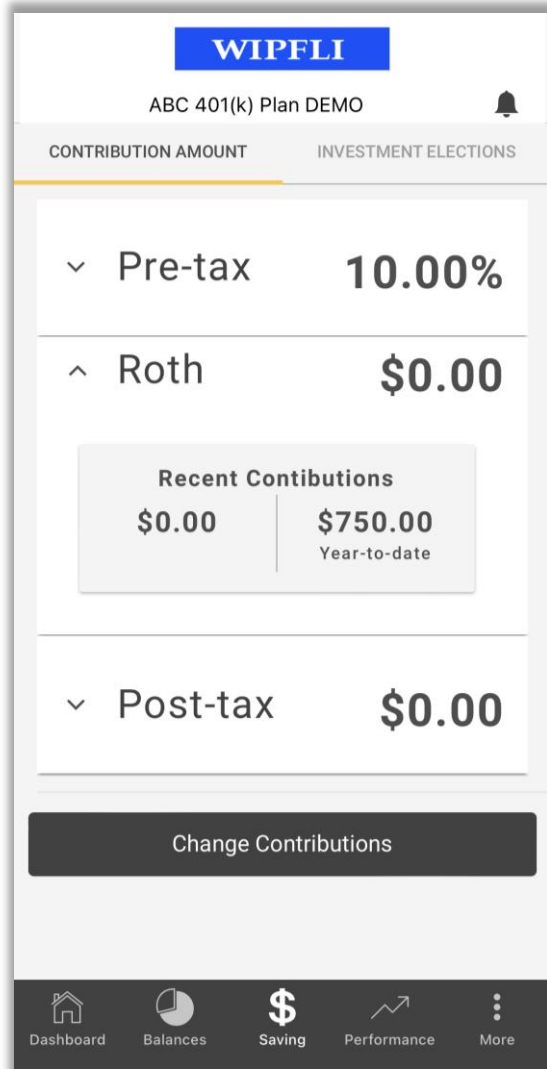 WIPFLI
ABC 401(k) Plan DEMO
CONTRIBUTION AMOUNT INVESTMENT ELECTIONS
Pre-tax 10.00%
Roth $0.00
Recent Contibutions
$0.00 $750.00
Year-to-date
Post-tax $0.00
Change Contributions
$
Dashboard Balances Saving Performance More